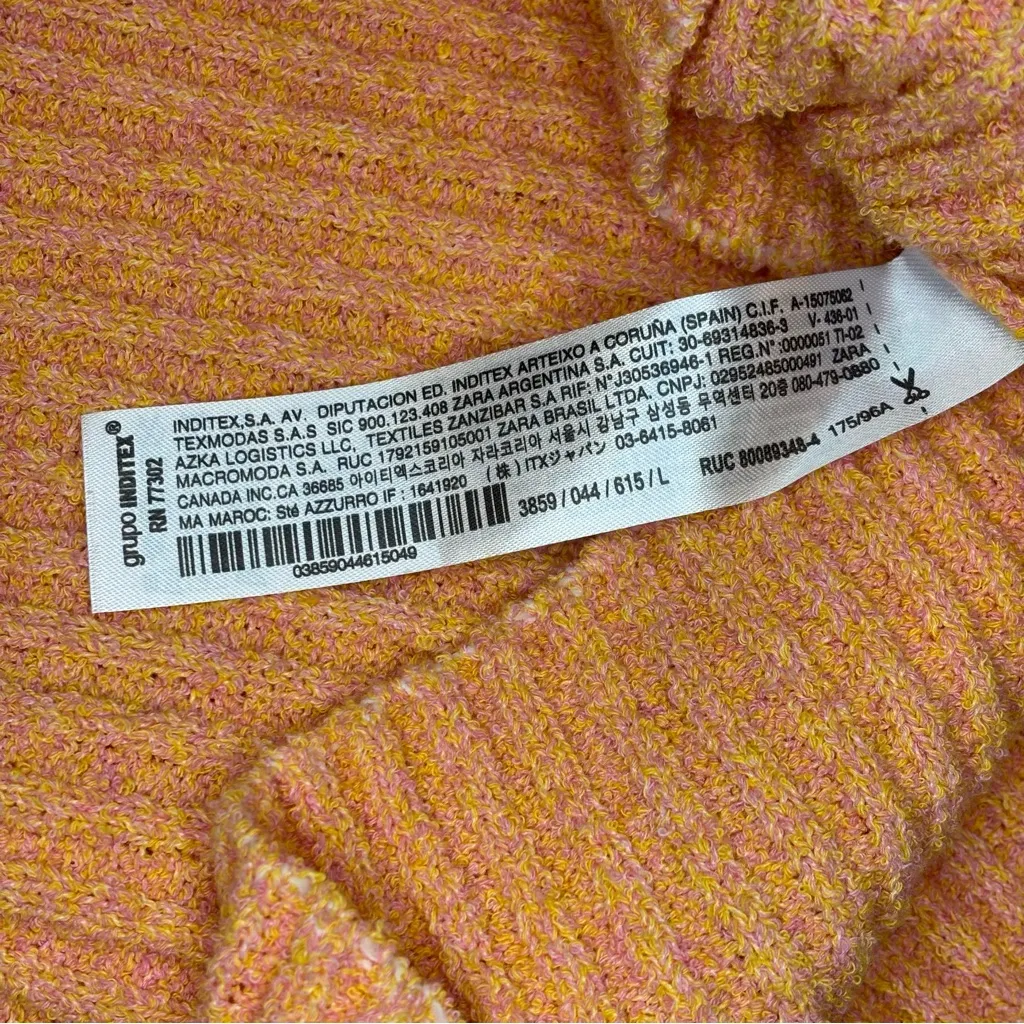 grupo INDITEX®
RN 77302
INDITEX,S.A. AV. DIPUTACION ED. INDITEX ARTEIXO A CORUÑA (SPAIN) C.I.F. A-15075062
TEXMODAS S.A.S SIC 900.123.408 ZARA ARGENTINA S.A. CUIT: 30-69314836-3 V- 436-01
AZKA LOGISTICS LLC, TEXTILES ZANZIBAR S.A RIF: N°J30536946-1 REG.N°:0000051 TI-02
MACROMODA S.A. RUC 1792159105001 ZARA BRASIL LTDA. CNPJ: 02952485000491 ZARA
CANADA INC.CA 36685 아이티엑스코리아 자라코리아 서울시 강남구 삼성동 무역센터 20층 080-479-0880
MA MAROC: Sté AZZURRO IF : 1641920 (株) ITXジャパン 03-6415-8061
3859 / 044 / 615 / L RUC 80089348-4 175/96A
03859044615049